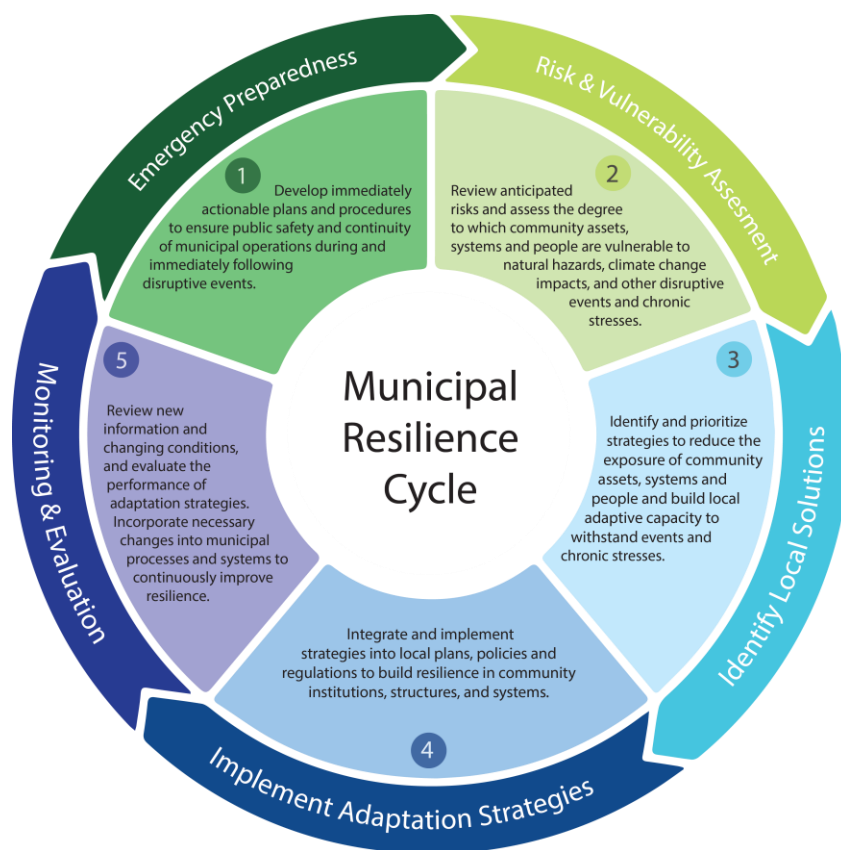 Municipal
Resilience
Cycle
Emergency Preparedness
1
Develop immediately
actionable plans and procedures
to ensure public safety and continuity
of municipal operations during and
immediately following
disruptive events.
Risk & Vulnerability Assesment
2
Review anticipated
risks and assess the degree
to which community assets,
systems and people are vulnerable to
natural hazards, climate change
impacts, and other disruptive
events and chronic
stresses.
Identify Local Solutions
3
Identify and prioritize
strategies to reduce the
exposure of community
assets, systems and
people and build local
adaptive capacity to
withstand events and
chronic stresses.
Implement Adaptation Strategies
4
Integrate and implement
strategies into local plans, policies and
regulations to build resilience in community
institutions, structures, and systems.
Monitoring & Evaluation
5
Review new
information and
changing conditions,
and evaluate the
performance of
adaptation strategies.
Incorporate necessary
changes into municipal
processes and systems to
continuously improve
resilience.